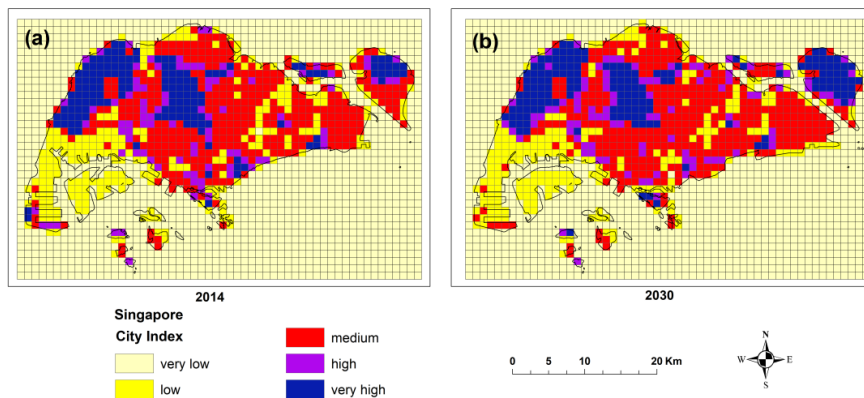 (a)
(b)
2014
2030
Singapore
City Index
very low
low
medium
high
very high
0 5 10 20 Km
N
W E
S